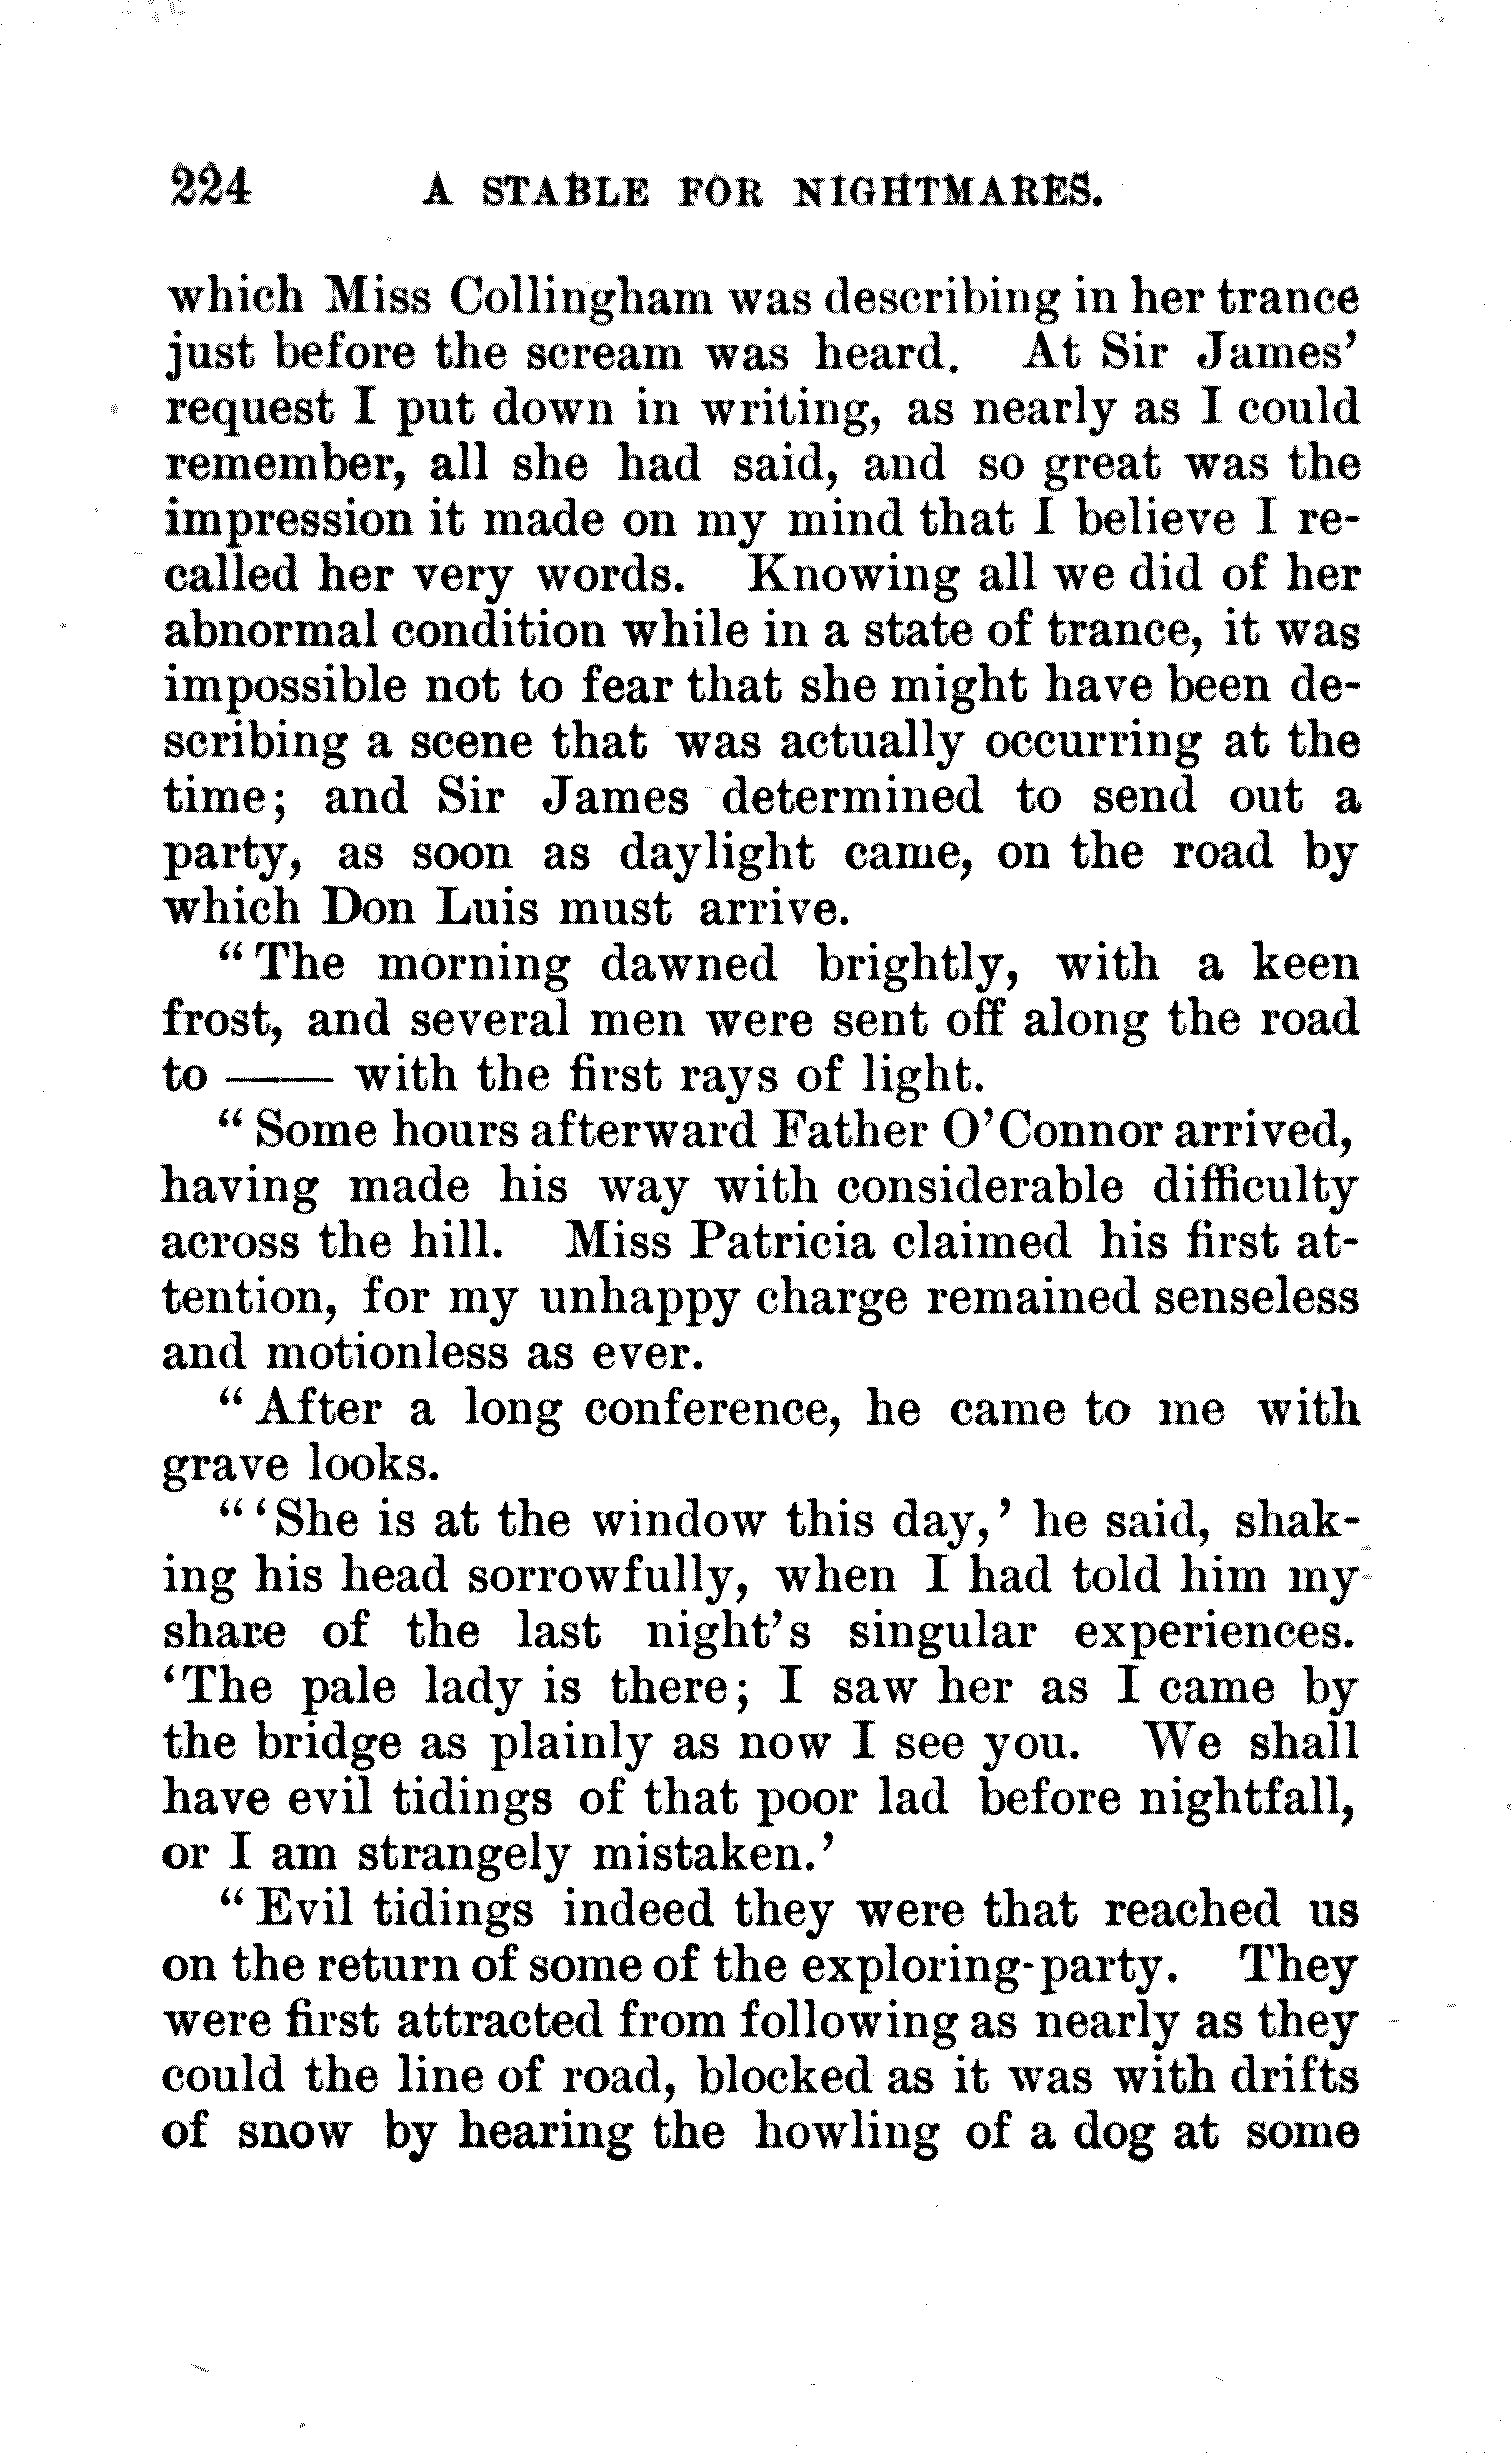 224 A STABLE FOR NIGHTMARES.
which Miss Collingham was describing in her trance
just before the scream was heard. At Sir James'
request I put down in writing, as nearly as I could
remember, all she had said, and so great was the
impression it made on my mind that I believe I re-
called her very words. Knowing all we did of her
abnormal condition while in a state of trance, it was
impossible not to fear that she might have been de-
scribing a scene that was actually occurring at the
time; and Sir James determined to send out a
party, as soon as daylight came, on the road by
which Don Luis must arrive.
"The morning dawned brightly, with a keen
frost, and several men were sent off along the road
to —— with the first rays of light.
"Some hours afterward Father O'Connor arrived,
having made his way with considerable difficulty
across the hill. Miss Patricia claimed his first at-
tention, for my unhappy charge remained senseless
and motionless as ever.
"After a long conference, he came to me with
grave looks.
"'She is at the window this day,' he said, shak-
ing his head sorrowfully, when I had told him my
share of the last night's singular experiences.
'The pale lady is there; I saw her as I came by
the bridge as plainly as now I see you. We shall
have evil tidings of that poor lad before nightfall,
or I am strangely mistaken.'
"Evil tidings indeed they were that reached us
on the return of some of the exploring-party. They
were first attracted from following as nearly as they
could the line of road, blocked as it was with drifts
of snow by hearing the howling of a dog at some